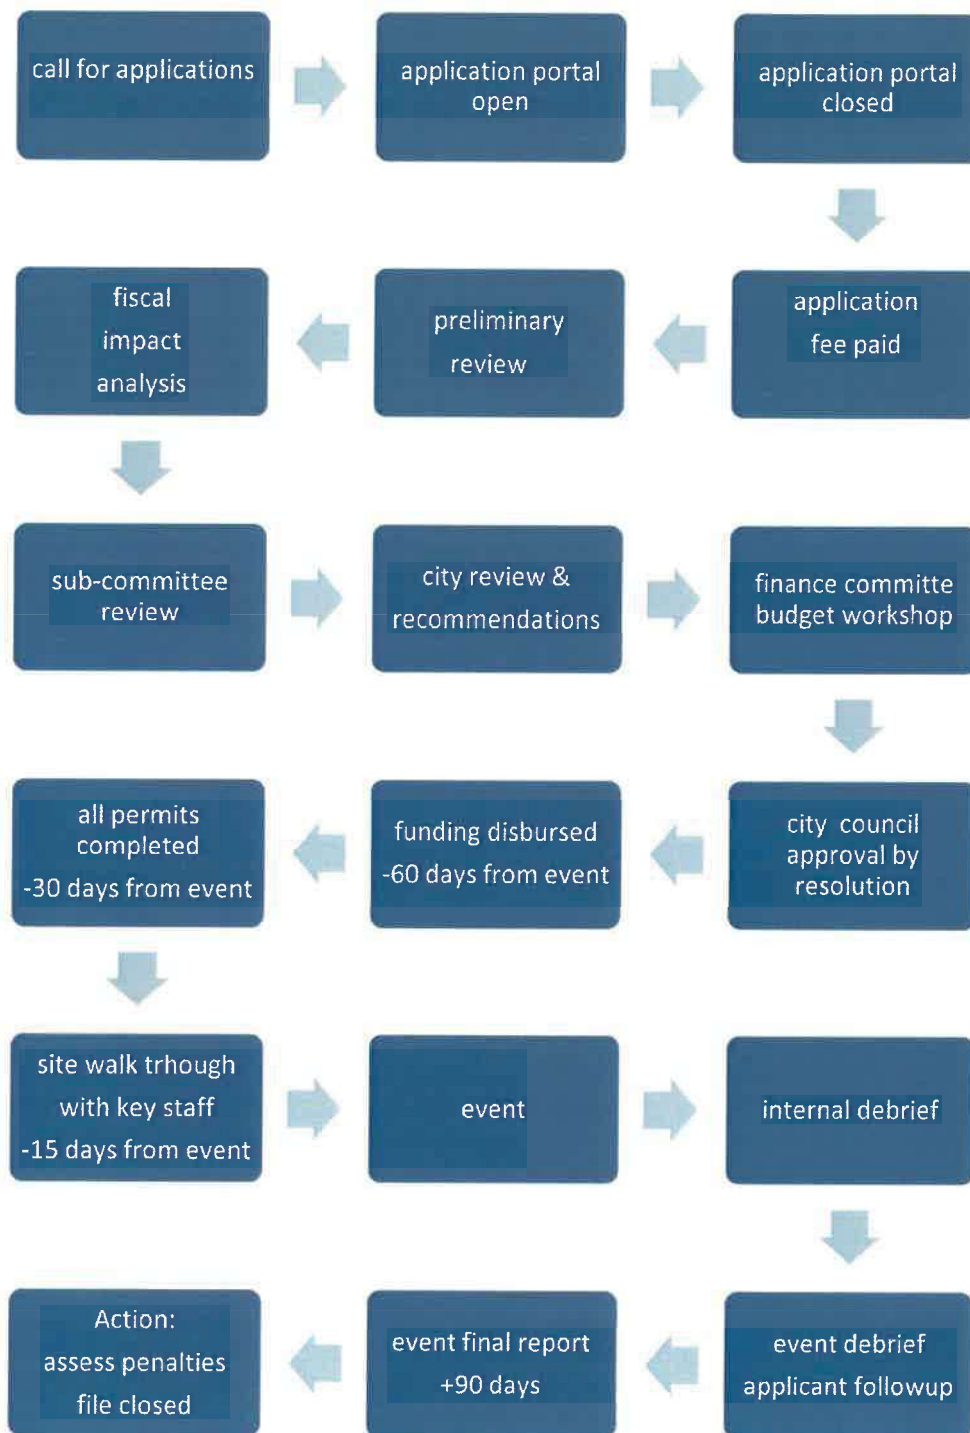 call for applications
application portal
open
application portal
closed
application
fee paid
preliminary
review
fiscal
impact
analysis
sub-committee
review
city review &
recommendations
finance committe
budget workshop
city council
approval by
resolution
funding disbursed
-60 days from event
all permits
completed
-30 days from event
site walk trhough
with key staff
-15 days from event
event
internal debrief
event debrief
applicant followup
event final report
+90 days
Action:
assess penalties
file closed